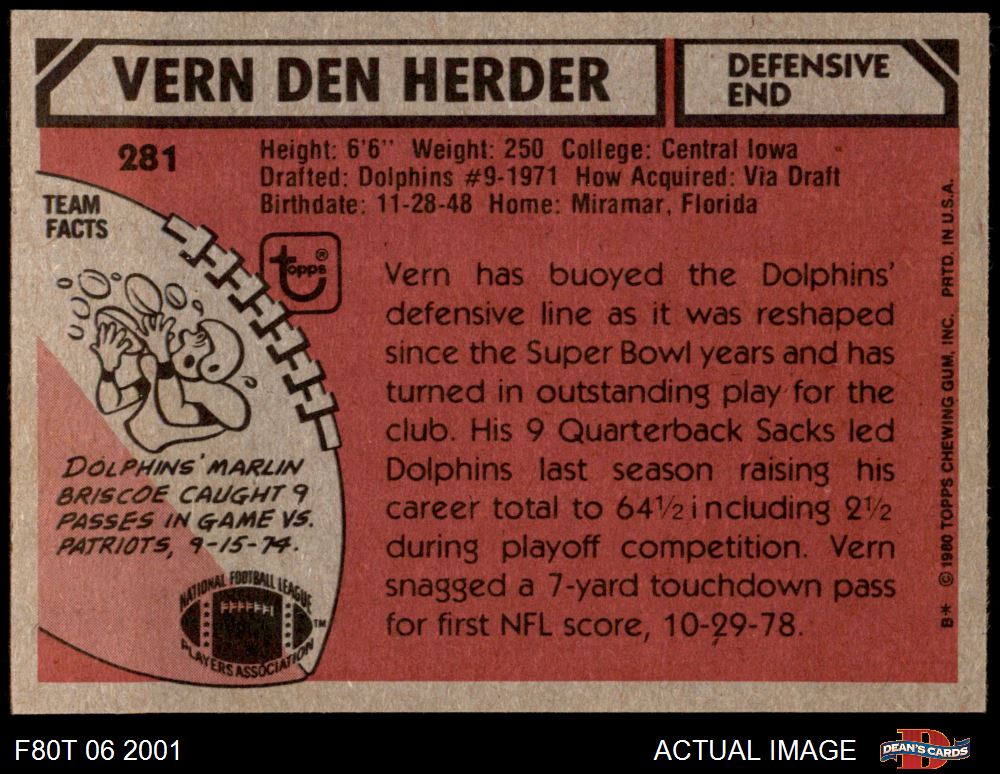 VERN DEN HERDER
DEFENSIVE
END
281
Height: 6'6" Weight: 250 College: Central Iowa
Drafted: Dolphins #9-1971 How Acquired: Via Draft
Birthdate: 11-28-48 Home: Miramar, Florida
TEAM
FACTS
topps®
Vern has buoyed the Dolphins'
defensive line as it was reshaped
since the Super Bowl years and has
turned in outstanding play for the
club. His 9 Quarterback Sacks led
Dolphins last season raising his
career total to 64½ including 2½
during playoff competition. Vern
snagged a 7-yard touchdown pass
for first NFL score, 10-29-78.
DOLPHINS' MARLIN
BRISCOE CAUGHT 9
PASSES IN GAME VS.
PATRIOTS, 9-15-74.
NATIONAL FOOTBALL LEAGUE
PLAYERS ASSOCIATION
TM
B* © 1980 TOPPS CHEWING GUM, INC. PRTD. IN U.S.A.
F80T 06 2001
ACTUAL IMAGE
DEAN'S CARDS